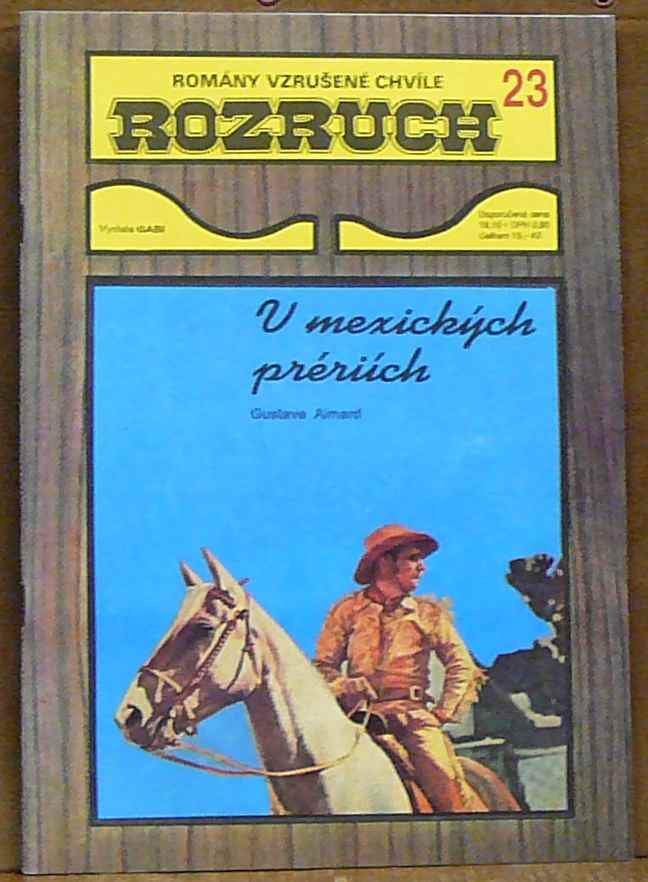 ROMÁNY VZRUŠENÉ CHVÍLE
23
ROZRUCH
Vydala GABI
Doporučená cena
U mexických
prériích
Gustave Aimard